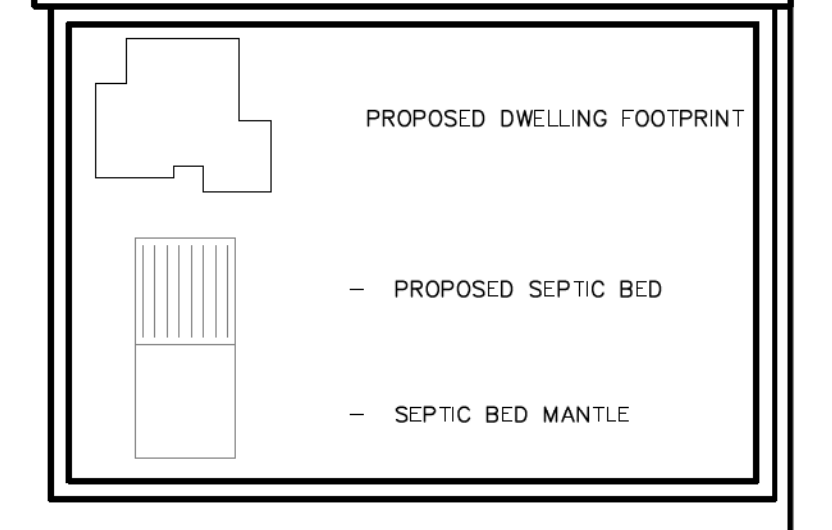 PROPOSED DWELLING FOOTPRINT
– PROPOSED SEPTIC BED
– SEPTIC BED MANTLE